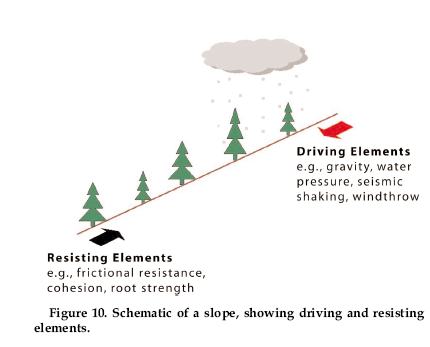 Driving Elements
e.g., gravity, water
pressure, seismic
shaking, windthrow
Resisting Elements
e.g., frictional resistance,
cohesion, root strength
Figure 10. Schematic of a slope, showing driving and resisting
elements.